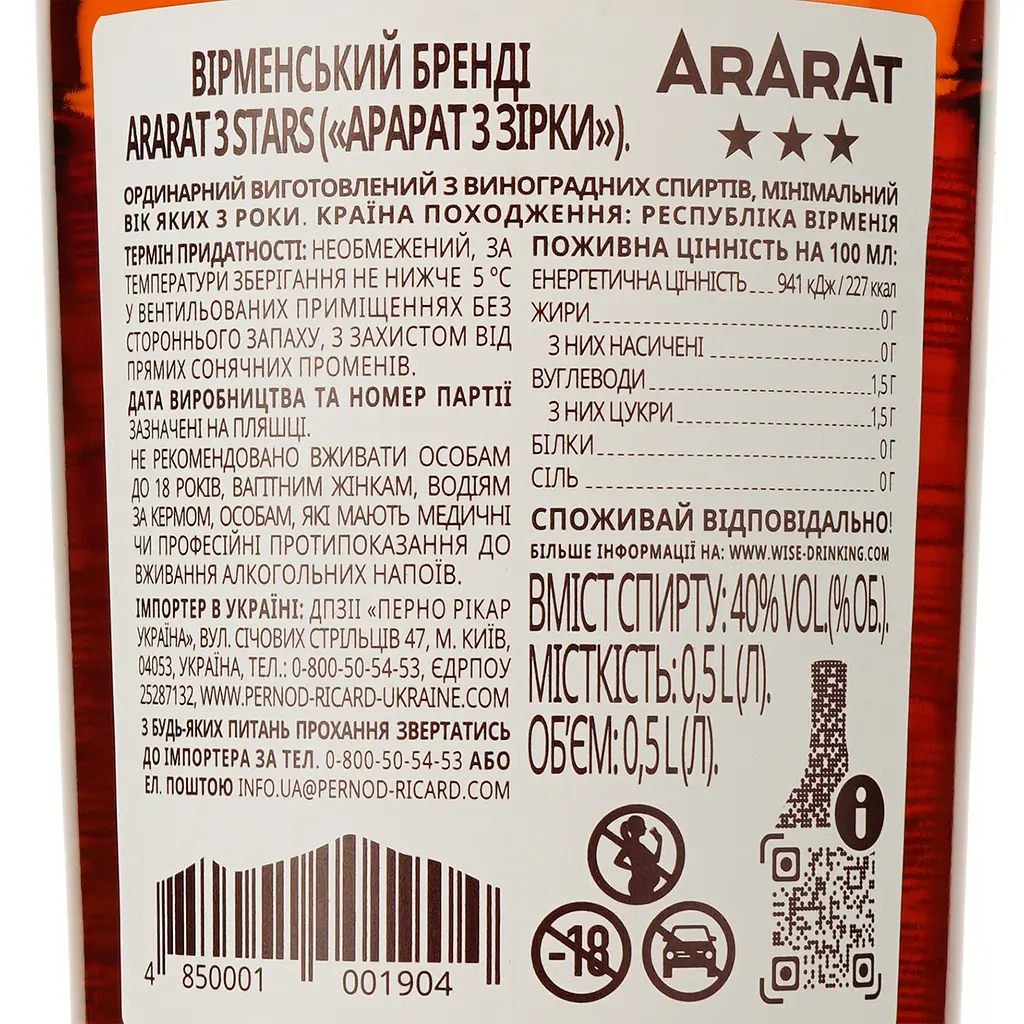 ВІРМЕНСЬКИЙ БРЕНДІ
ARARAT 3 STARS («АРАРАТ 3 ЗІРКИ»).
ARARAT
ОРДИНАРНИЙ ВИГОТОВЛЕНИЙ З ВИНОГРАДНИХ СПИРТІВ, МІНІМАЛЬНИЙ
ВІК ЯКИХ 3 РОКИ. КРАЇНА ПОХОДЖЕННЯ: РЕСПУБЛІКА ВІРМЕНІЯ
ТЕРМІН ПРИДАТНОСТІ: НЕОБМЕЖЕНИЙ, ЗА
ТЕМПЕРАТУРИ ЗБЕРІГАННЯ НЕ НИЖЧЕ 5 °С
У ВЕНТИЛЬОВАНИХ ПРИМІЩЕННЯХ БЕЗ
СТОРОННЬОГО ЗАПАХУ, З ЗАХИСТОМ ВІД
ПРЯМИХ СОНЯЧНИХ ПРОМЕНІВ.
ДАТА ВИРОБНИЦТВА ТА НОМЕР ПАРТІЇ
ЗАЗНАЧЕНІ НА ПЛЯШЦІ.
НЕ РЕКОМЕНДОВАНО ВЖИВАТИ ОСОБАМ
ДО 18 РОКІВ, ВАГІТНИМ ЖІНКАМ, ВОДІЯМ
ЗА КЕРМОМ, ОСОБАМ, ЯКІ МАЮТЬ МЕДИЧНІ
ЧИ ПРОФЕСІЙНІ ПРОТИПОКАЗАННЯ ДО
ВЖИВАННЯ АЛКОГОЛЬНИХ НАПОЇВ.
ІМПОРТЕР В УКРАЇНІ: ДПЗІІ «ПЕРНО РІКАР
УКРАЇНА», ВУЛ. СІЧОВИХ СТРІЛЬЦІВ 47, М. КИЇВ,
04053, УКРАЇНА, ТЕЛ.: 0-800-50-54-53, ЄДРПОУ
25287132, WWW.PERNOD-RICARD-UKRAINE.COM
З БУДЬ-ЯКИХ ПИТАНЬ ПРОХАННЯ ЗВЕРТАТИСЬ
ДО ІМПОРТЕРА ЗА ТЕЛ. 0-800-50-54-53 АБО
ЕЛ. ПОШТОЮ INFO.UA@PERNOD-RICARD.COM
4 850001 001904
ПОЖИВНА ЦІННІСТЬ НА 100 МЛ:
ЕНЕРГЕТИЧНА ЦІННІСТЬ 941 кДж / 227 ккал
ЖИРИ 0 Г
З НИХ НАСИЧЕНІ 0 Г
ВУГЛЕВОДИ 1,5 Г
З НИХ ЦУКРИ 1,5 Г
БІЛКИ 0 Г
СІЛЬ 0 Г
СПОЖИВАЙ ВІДПОВІДАЛЬНО!
БІЛЬШЕ ІНФОРМАЦІЇ НА: WWW.WISE-DRINKING.COM
ВМІСТ СПИРТУ: 40% VOL.(% ОБ.).
МІСТКІСТЬ: 0,5 L (Л).
ОБ'ЄМ: 0,5 L (Л).
i
-18